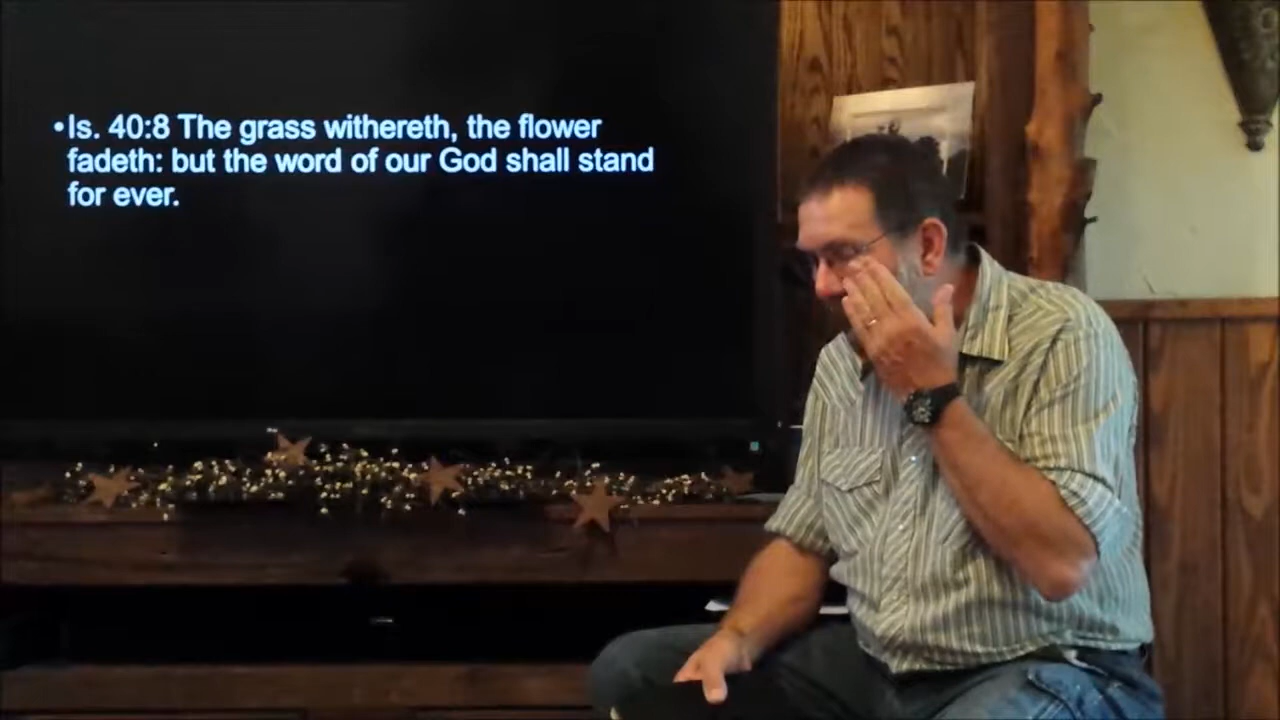 •Is. 40:8 The grass withereth, the flower
fadeth: but the word of our God shall stand
for ever.